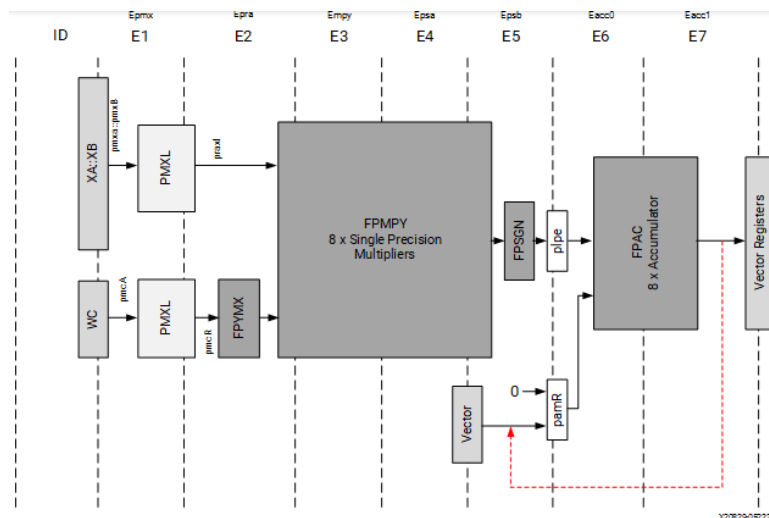 Epmx Epra Empy Epsa Epsb Eacc0 Eacc1
ID E1 E2 E3 E4 E5 E6 E7
XA::XB
pmxa::pmxB
PMXL
praxl
FPMPY
8 x Single Precision
Multipliers
FPSGN
pipe
FPAC
8 x Accumulator
Vector Registers
WC
pmcA
PMXL
pmcR
FPYMX
Vector
0
pamR